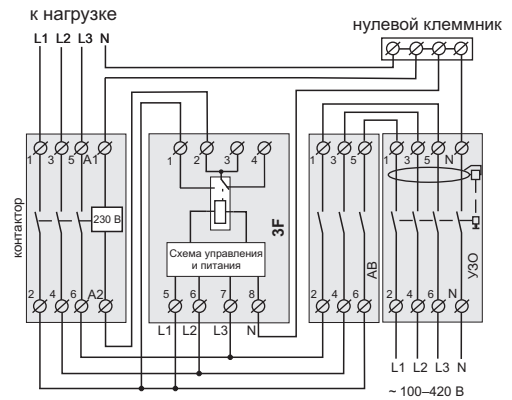 к нагрузке
нулевой клеммник
L1 L2 L3 N
1 3 5 A1
1 2 3 4
1 3 5
1 3 5 N
контактор
230 В
3F
Схема управления
и питания
АВ
УЗО
2 4 6 A2
5 6 7 8
2 4 6
2 4 6 N
L1 L2 L3 N
L1 L2 L3 N
~ 100–420 В